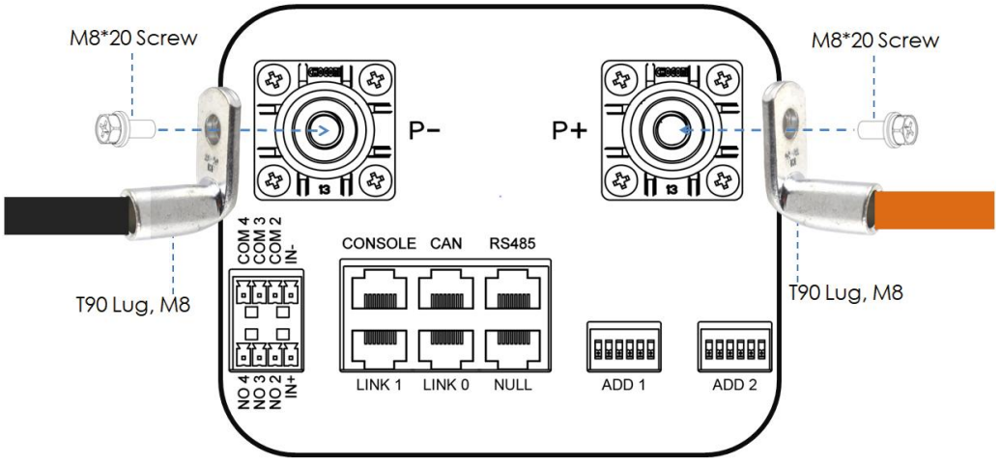 M8*20 Screw
M8*20 Screw
P-
P+
13
13
COM 4
COM 3
COM 2
IN-
CONSOLE CAN RS485
T90 Lug, M8
T90 Lug, M8
NO 4
NO 3
NO 2
IN+
LINK 1 LINK 0 NULL
ADD 1
ADD 2